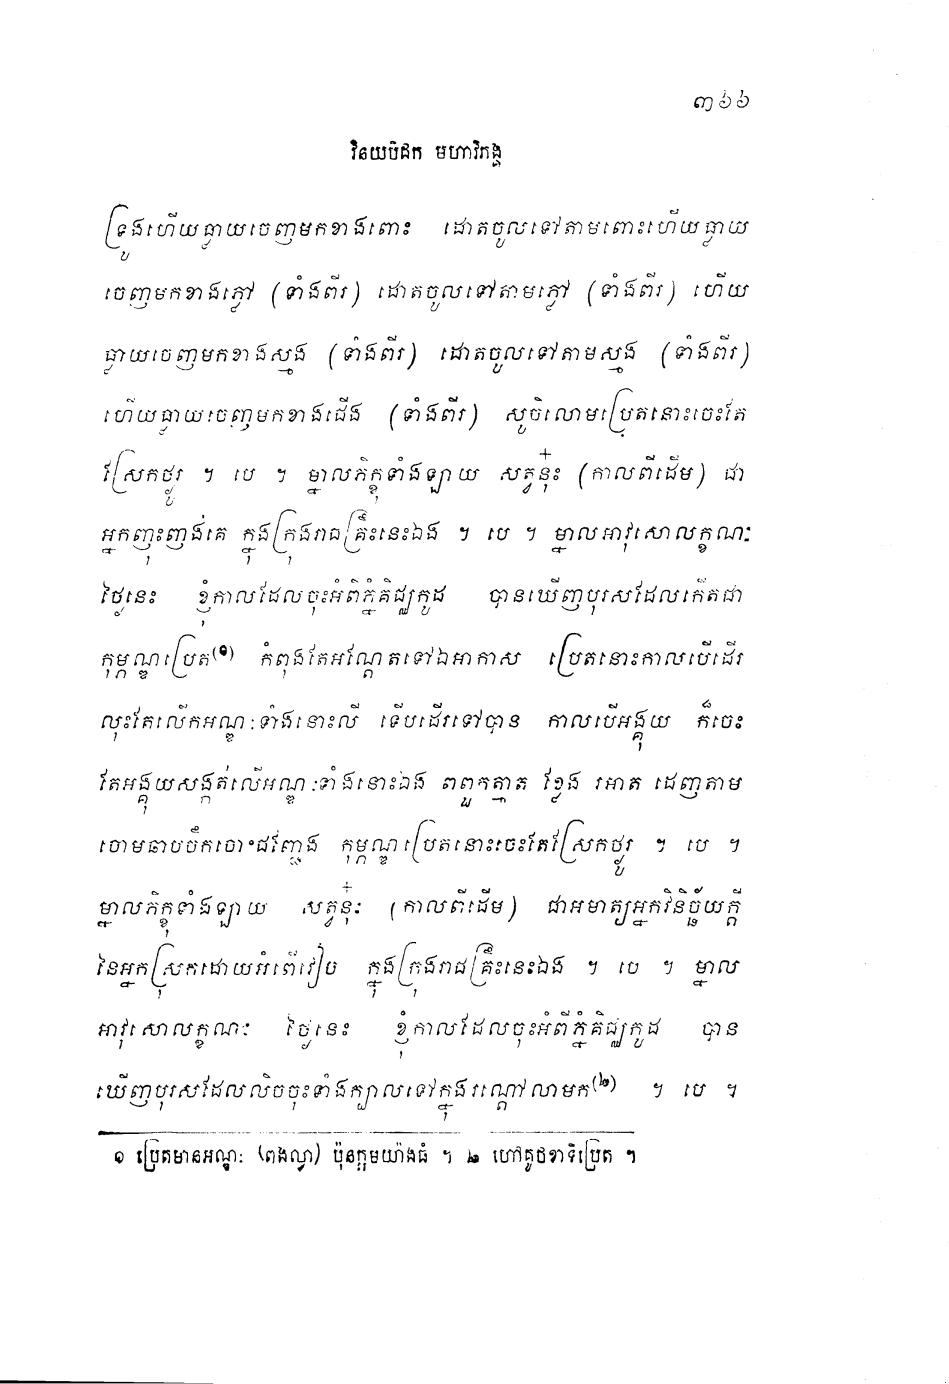 ៣៦៦
វិនយបិដក មហាវិភង្គ
ទ្រូងហើយធ្លាយចេញមកខាងពោះ ដោតចូលទៅតាមពោះហើយធ្លាយ
ចេញមកខាងភ្លៅ (ទាំងពីរ) ដោតចូលទៅតាមភ្លៅ (ទាំងពីរ) ហើយ
ធ្លាយចេញមកខាងស្មង (ទាំងពីរ) ដោតចូលទៅតាមស្មង (ទាំងពីរ)
ហើយធ្លាយចេញមកខាងជើង (ទាំងពីរ) សូចិលោមប្រេតនោះចេះតែ
ស្រែកថ្ងូរ ។ បេ ។ ម្នាលភិក្ខុទាំងឡាយ សត្វនុ៎ះ (កាលពីដើម) ជា
អ្នកញុះញង់គេ ក្នុងក្រុងរាជគ្រឹះនេះឯង ។ បេ ។ ម្នាលអាវុសោលក្ខណៈ
ថ្ងៃនេះ ខ្ញុំកាលដែលចុះអំពីភ្នំគិជ្ឈកូដ បានឃើញបុរសដែលកើតជា
កុម្ភណ្ឌប្រេត(១) កំពុងតែអណ្តែតទៅឯអាកាស ប្រេតនោះកាលបើដើរ
លុះតែលើកអណ្ឌៈទាំងនោះលី ទើបដើរទៅបាន កាលបើអង្គុយ ក៏ចេះ
តែអង្គុយសង្កត់លើអណ្ឌៈទាំងនោះឯង ពពួកត្មាត ខ្លែង រអាត ដេញតាម
ចោមឆាបចឹកចោះជញ្ជែង កុម្ភណ្ឌប្រេតនោះចេះតែស្រែកថ្ងូរ ។ បេ ។
ម្នាលភិក្ខុទាំងឡាយ សត្វនុ៎ះ (កាលពីដើម) ជាអមាត្យអ្នកវិនិច្ឆ័យក្តី
នៃអ្នកស្រុកដោយអំពើវៀប ក្នុងក្រុងរាជគ្រឹះនេះឯង ។ បេ ។ ម្នាល
អាវុសោលក្ខណៈ ថ្ងៃនេះ ខ្ញុំកាលដែលចុះអំពីភ្នំគិជ្ឈកូដ បាន
ឃើញបុរសដែលលិចចុះទាំងក្បាលទៅក្នុងរណ្តៅលាមក(២) ។ បេ ។
១ ប្រេតមានអណ្ឌៈ (ពងល្វា) ប៉ុនក្អមយ៉ាងធំ ។ ២ ហៅគូថខាទិប្រេត ។